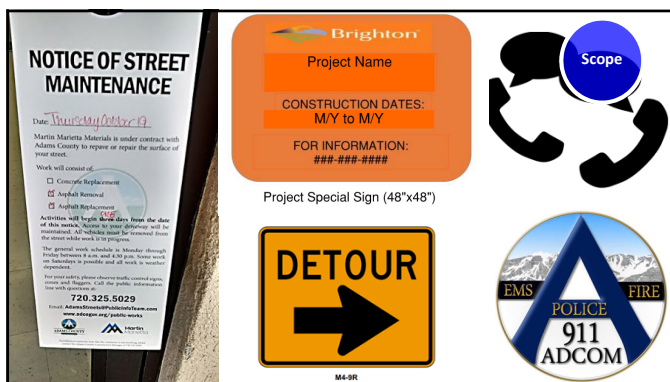 NOTICE OF STREET
MAINTENANCE
Date: Thursday October 19
Martin Marietta Materials is under contract with
Adams County to repave or repair the surface of
your street.
Work will consist of:
Concrete Replacement
Asphalt Removal
Asphalt Replacement
Activities will begin three days from the date
of this notice. Access to your driveway will be
maintained. All vehicles must be removed from
the street while work is in progress.
The general work schedule is Monday through
Friday between 8 a.m. and 4:30 p.m. Some work
on Saturdays is possible and all work is weather
dependent.
For your safety, please observe traffic control signs,
cones and flaggers. Call the public information
line with questions at:
720.325.5029
Email: AdamsStreets@PublicInfoTeam.com
www.adcogov.org/public-works
ADAMS COUNTY
Martin
Marietta
Brighton
Project Name
CONSTRUCTION DATES:
M/Y to M/Y
FOR INFORMATION:
###-###-####
Project Special Sign (48"x48")
DETOUR
M4-9R
Scope
EMS
FIRE
POLICE
911
ADCOM